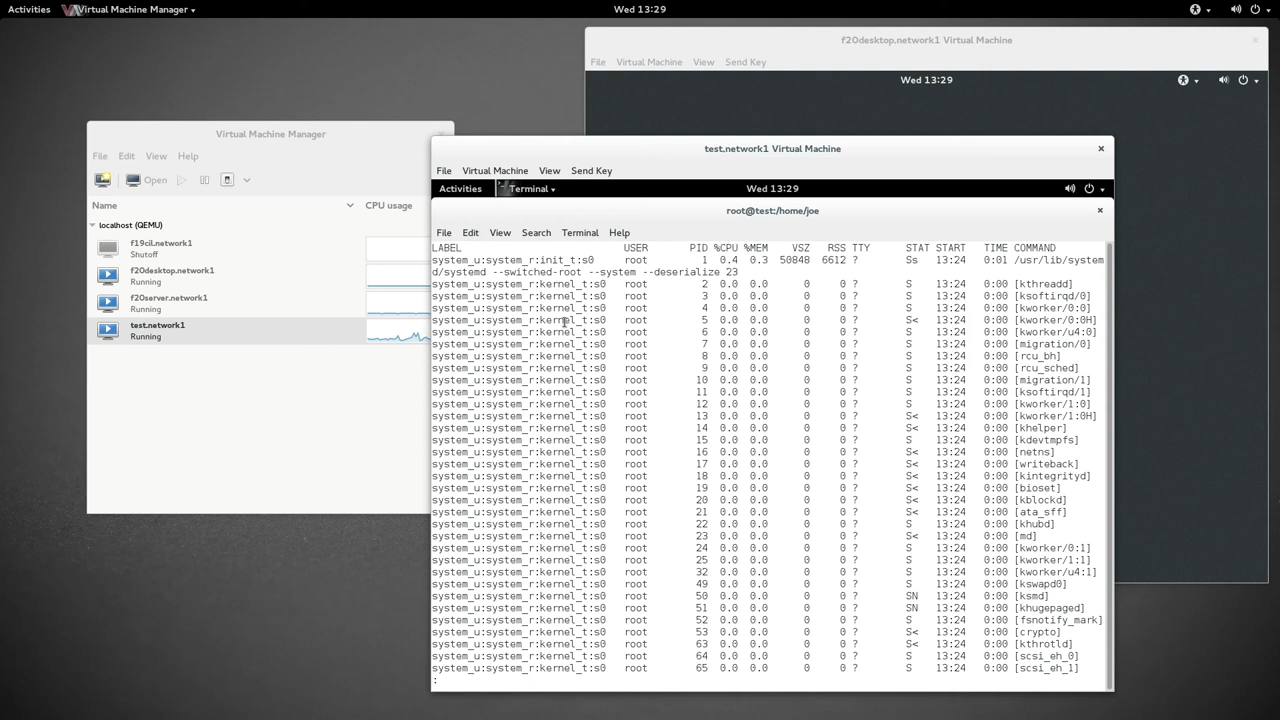 Activities Virtual Machine Manager Wed 13:29
f20desktop.network1 Virtual Machine
File Virtual Machine View Send Key
Wed 13:29
Virtual Machine Manager
File Edit View Help
Open
Name CPU usage
localhost (QEMU)
f19cil.network1
Shutoff
f20desktop.network1
Running
f20server.network1
Running
test.network1
Running
test.network1 Virtual Machine
File Virtual Machine View Send Key
Activities Terminal Wed 13:29
root@test:/home/joe
File Edit View Search Terminal Help
LABEL USER PID %CPU %MEM VSZ RSS TTY STAT START TIME COMMAND
system_u:system_r:init_t:s0 root 1 0.4 0.3 50848 6612 ? Ss 13:24 0:01 /usr/lib/system
d/systemd --switched-root --system --deserialize 23
system_u:system_r:kernel_t:s0 root 2 0.0 0.0 0 0 ? S 13:24 0:00 [kthreadd]
system_u:system_r:kernel_t:s0 root 3 0.0 0.0 0 0 ? S 13:24 0:00 [ksoftirqd/0]
system_u:system_r:kernel_t:s0 root 4 0.0 0.0 0 0 ? S 13:24 0:00 [kworker/0:0]
system_u:system_r:kernel_t:s0 root 5 0.0 0.0 0 0 ? S< 13:24 0:00 [kworker/0:0H]
system_u:system_r:kernel_t:s0 root 6 0.0 0.0 0 0 ? S 13:24 0:00 [kworker/u4:0]
system_u:system_r:kernel_t:s0 root 7 0.0 0.0 0 0 ? S 13:24 0:00 [migration/0]
system_u:system_r:kernel_t:s0 root 8 0.0 0.0 0 0 ? S 13:24 0:00 [rcu_bh]
system_u:system_r:kernel_t:s0 root 9 0.0 0.0 0 0 ? S 13:24 0:00 [rcu_sched]
system_u:system_r:kernel_t:s0 root 10 0.0 0.0 0 0 ? S 13:24 0:00 [migration/1]
system_u:system_r:kernel_t:s0 root 11 0.0 0.0 0 0 ? S 13:24 0:00 [ksoftirqd/1]
system_u:system_r:kernel_t:s0 root 12 0.0 0.0 0 0 ? S 13:24 0:00 [kworker/1:0]
system_u:system_r:kernel_t:s0 root 13 0.0 0.0 0 0 ? S< 13:24 0:00 [kworker/1:0H]
system_u:system_r:kernel_t:s0 root 14 0.0 0.0 0 0 ? S< 13:24 0:00 [khelper]
system_u:system_r:kernel_t:s0 root 15 0.0 0.0 0 0 ? S 13:24 0:00 [kdevtmpfs]
system_u:system_r:kernel_t:s0 root 16 0.0 0.0 0 0 ? S< 13:24 0:00 [netns]
system_u:system_r:kernel_t:s0 root 17 0.0 0.0 0 0 ? S< 13:24 0:00 [writeback]
system_u:system_r:kernel_t:s0 root 18 0.0 0.0 0 0 ? S< 13:24 0:00 [kintegrityd]
system_u:system_r:kernel_t:s0 root 19 0.0 0.0 0 0 ? S< 13:24 0:00 [bioset]
system_u:system_r:kernel_t:s0 root 20 0.0 0.0 0 0 ? S< 13:24 0:00 [kblockd]
system_u:system_r:kernel_t:s0 root 21 0.0 0.0 0 0 ? S< 13:24 0:00 [ata_sff]
system_u:system_r:kernel_t:s0 root 22 0.0 0.0 0 0 ? S 13:24 0:00 [khubd]
system_u:system_r:kernel_t:s0 root 23 0.0 0.0 0 0 ? S< 13:24 0:00 [md]
system_u:system_r:kernel_t:s0 root 24 0.0 0.0 0 0 ? S 13:24 0:00 [kworker/0:1]
system_u:system_r:kernel_t:s0 root 25 0.0 0.0 0 0 ? S 13:24 0:00 [kworker/1:1]
system_u:system_r:kernel_t:s0 root 32 0.0 0.0 0 0 ? S 13:24 0:00 [kworker/u4:1]
system_u:system_r:kernel_t:s0 root 49 0.0 0.0 0 0 ? S 13:24 0:00 [kswapd0]
system_u:system_r:kernel_t:s0 root 50 0.0 0.0 0 0 ? SN 13:24 0:00 [ksmd]
system_u:system_r:kernel_t:s0 root 51 0.0 0.0 0 0 ? SN 13:24 0:00 [khugepaged]
system_u:system_r:kernel_t:s0 root 52 0.0 0.0 0 0 ? S 13:24 0:00 [fsnotify_mark]
system_u:system_r:kernel_t:s0 root 53 0.0 0.0 0 0 ? S< 13:24 0:00 [crypto]
system_u:system_r:kernel_t:s0 root 63 0.0 0.0 0 0 ? S< 13:24 0:00 [kthrotld]
system_u:system_r:kernel_t:s0 root 64 0.0 0.0 0 0 ? S 13:24 0:00 [scsi_eh_0]
system_u:system_r:kernel_t:s0 root 65 0.0 0.0 0 0 ? S 13:24 0:00 [scsi_eh_1]
: